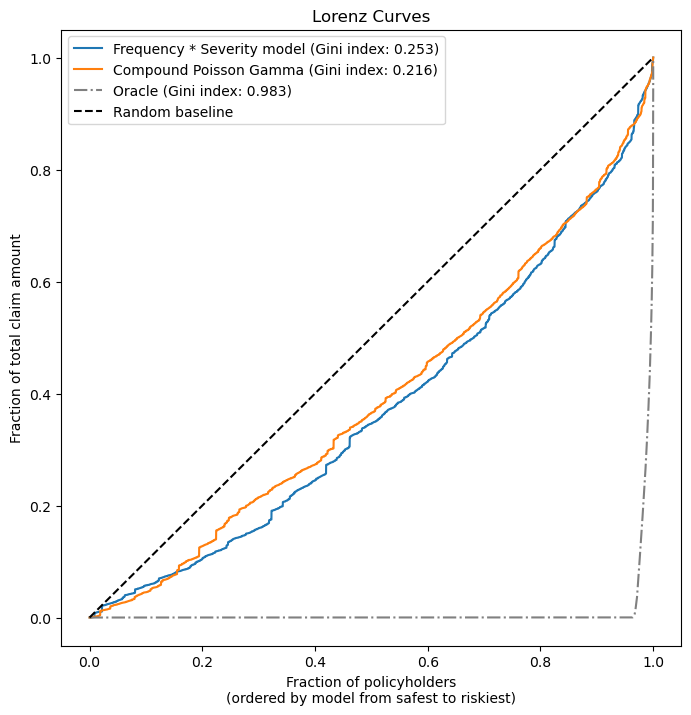 Lorenz Curves
Frequency * Severity model (Gini index: 0.253)
Compound Poisson Gamma (Gini index: 0.216)
Oracle (Gini index: 0.983)
Random baseline
1.0
0.8
0.6
0.4
0.2
0.0
Fraction of total claim amount
0.0 0.2 0.4 0.6 0.8 1.0
Fraction of policyholders
(ordered by model from safest to riskiest)